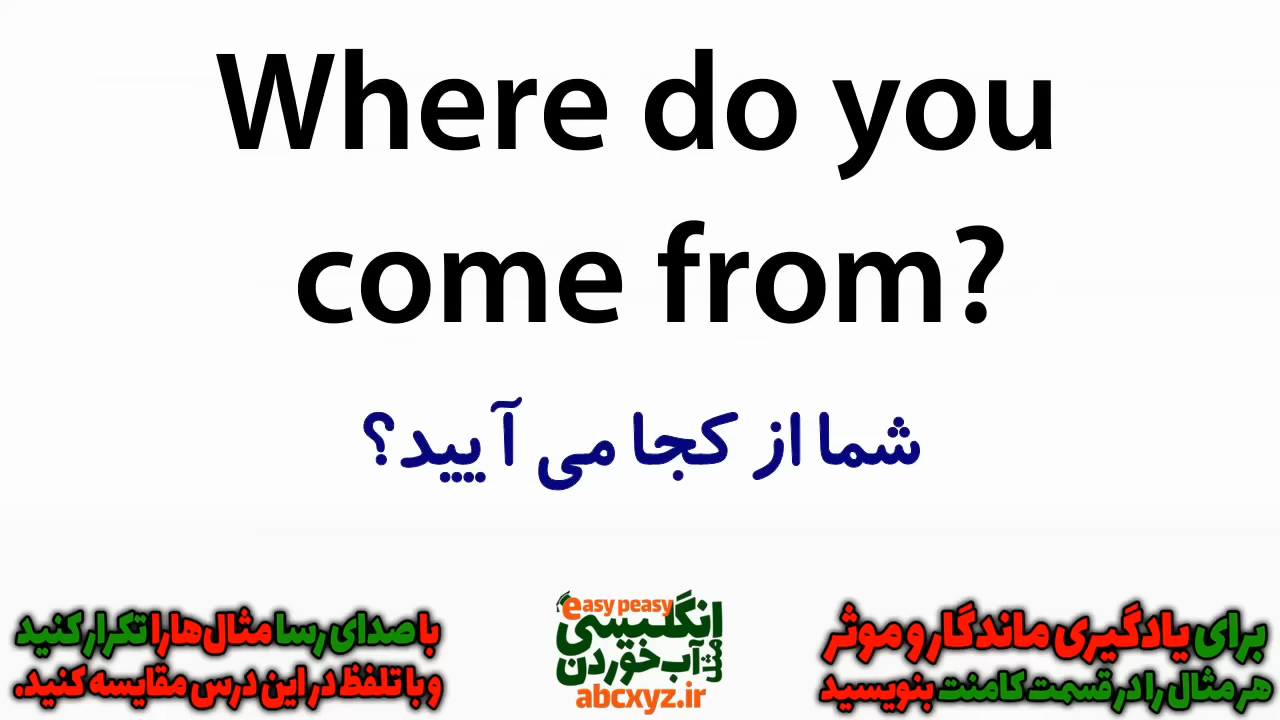 Where do you
come from?
شما از کجا می آیید؟
برای یادگیری ماندگار و موثر
هر مثال را در قسمت کامنت بنویسید
easy peasy
انگلیسی
مثل آب خوردن
abcxyz.ir
با صدای رسا مثال‌ها را تکرار کنید
و با تلفظ در این درس مقایسه کنید.